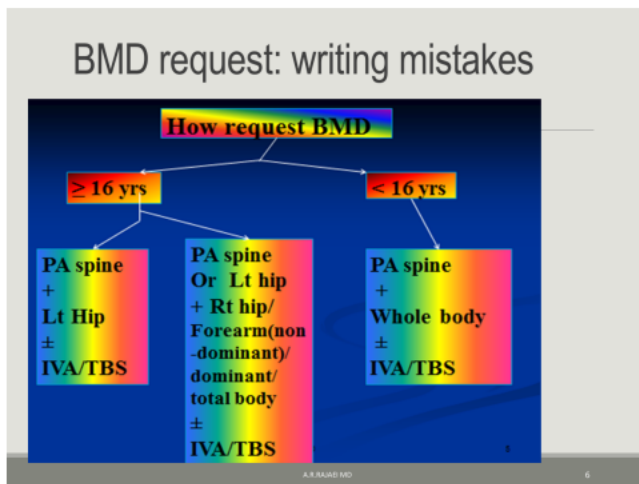 BMD request: writing mistakes
How request BMD
≥ 16 yrs
< 16 yrs
PA spine
+
Lt Hip
±
IVA/TBS
PA spine
Or Lt hip
+ Rt hip/
Forearm(non
-dominant)/
dominant/
total body
±
IVA/TBS
PA spine
+
Whole body
±
IVA/TBS
A.R.RAJAEI MD
6